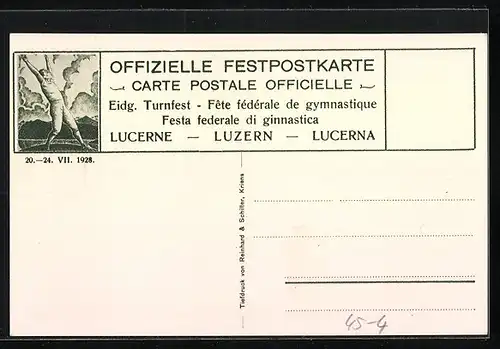 OFFIZIELLE FESTPOSTKARTE
CARTE POSTALE OFFICIELLE
Eidg. Turnfest - Fête fédérale de gymnastique
Festa federale di ginnastica
LUCERNE — LUZERN — LUCERNA
20.—24. VII. 1928.
Tiefdruck von Reinhard & Schiller, Kriens
45-4